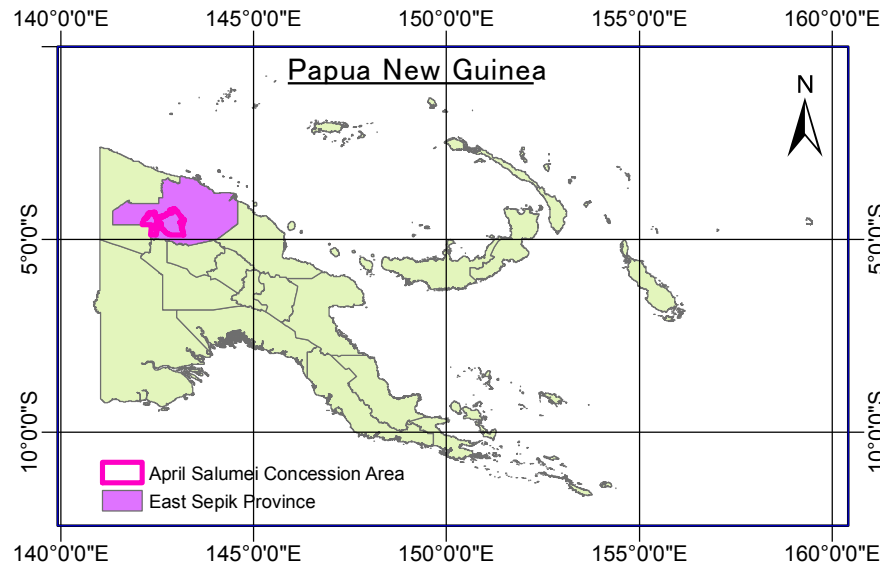 140°0'0"E 145°0'0"E 150°0'0"E 155°0'0"E 160°0'0"E
Papua New Guinea
N
5°0'0"S 5°0'0"S
10°0'0"S 10°0'0"S
April Salumei Concession Area
East Sepik Province
140°0'0"E 145°0'0"E 150°0'0"E 155°0'0"E 160°0'0"E